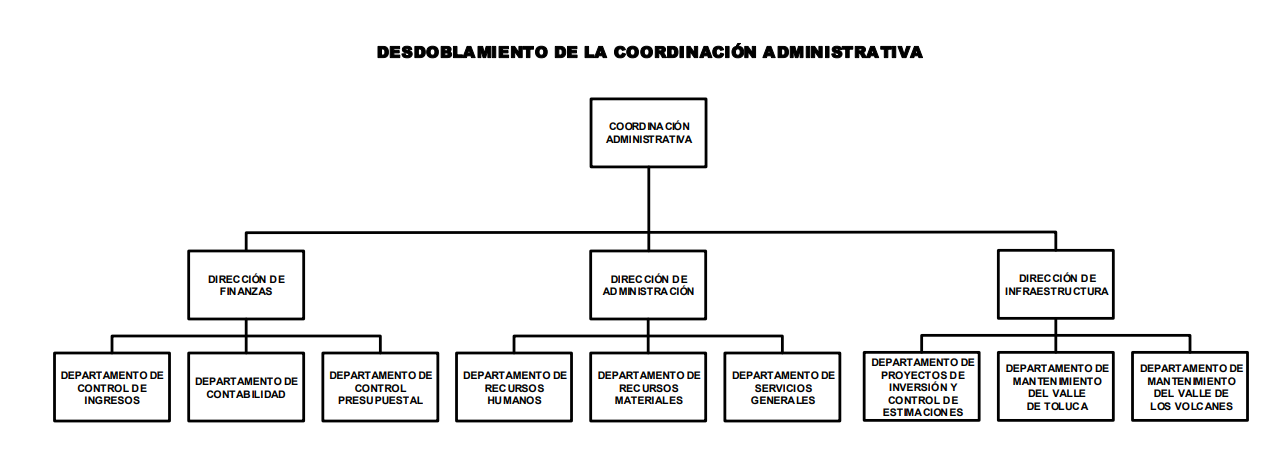 DESDOBLAMIENTO DE LA COORDINACIÓN ADMINISTRATIVA
COORDINACIÓN
ADMINISTRATIVA
DIRECCIÓN DE
FINANZAS
DIRECCIÓN DE
ADMINISTRACIÓN
DIRECCIÓN DE
INFRAESTRUCTURA
DEPARTAMENTO DE
CONTROL DE
INGRESOS
DEPARTAMENTO DE
CONTABILIDAD
DEPARTAMENTO DE
CONTROL
PRESUPUESTAL
DEPARTAMENTO DE
RECURSOS
HUMANOS
DEPARTAMENTO DE
RECURSOS
MATERIALES
DEPARTAMENTO DE
SERVICIOS
GENERALES
DEPARTAMENTO DE
PROYECTOS DE
INVERSIÓN Y
CONTROL DE
ESTIMACIONES
DEPARTAMENTO DE
MANTENIMIENTO
DEL VALLE
DE TOLUCA
DEPARTAMENTO DE
MANTENIMIENTO
DEL VALLE DE
LOS VOLCANES